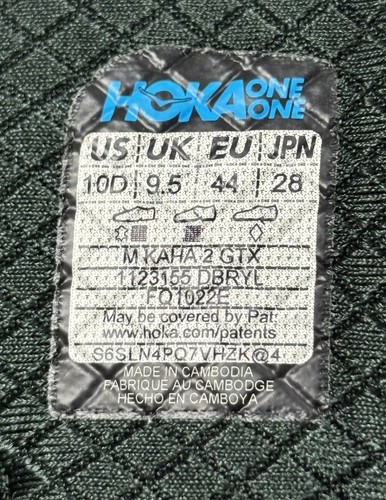 HOKA ONE ONE
US UK EU JPN
10D 9.5 44 28
M KAHA 2 GTX
1123155 DBRYL
FQ1022E
May be covered by Pat:
www.hoka.com/patents
S6SLN4PQ7VHZK@4
MADE IN CAMBODIA
FABRIQUÉ AU CAMBODGE
HECHO EN CAMBOYA